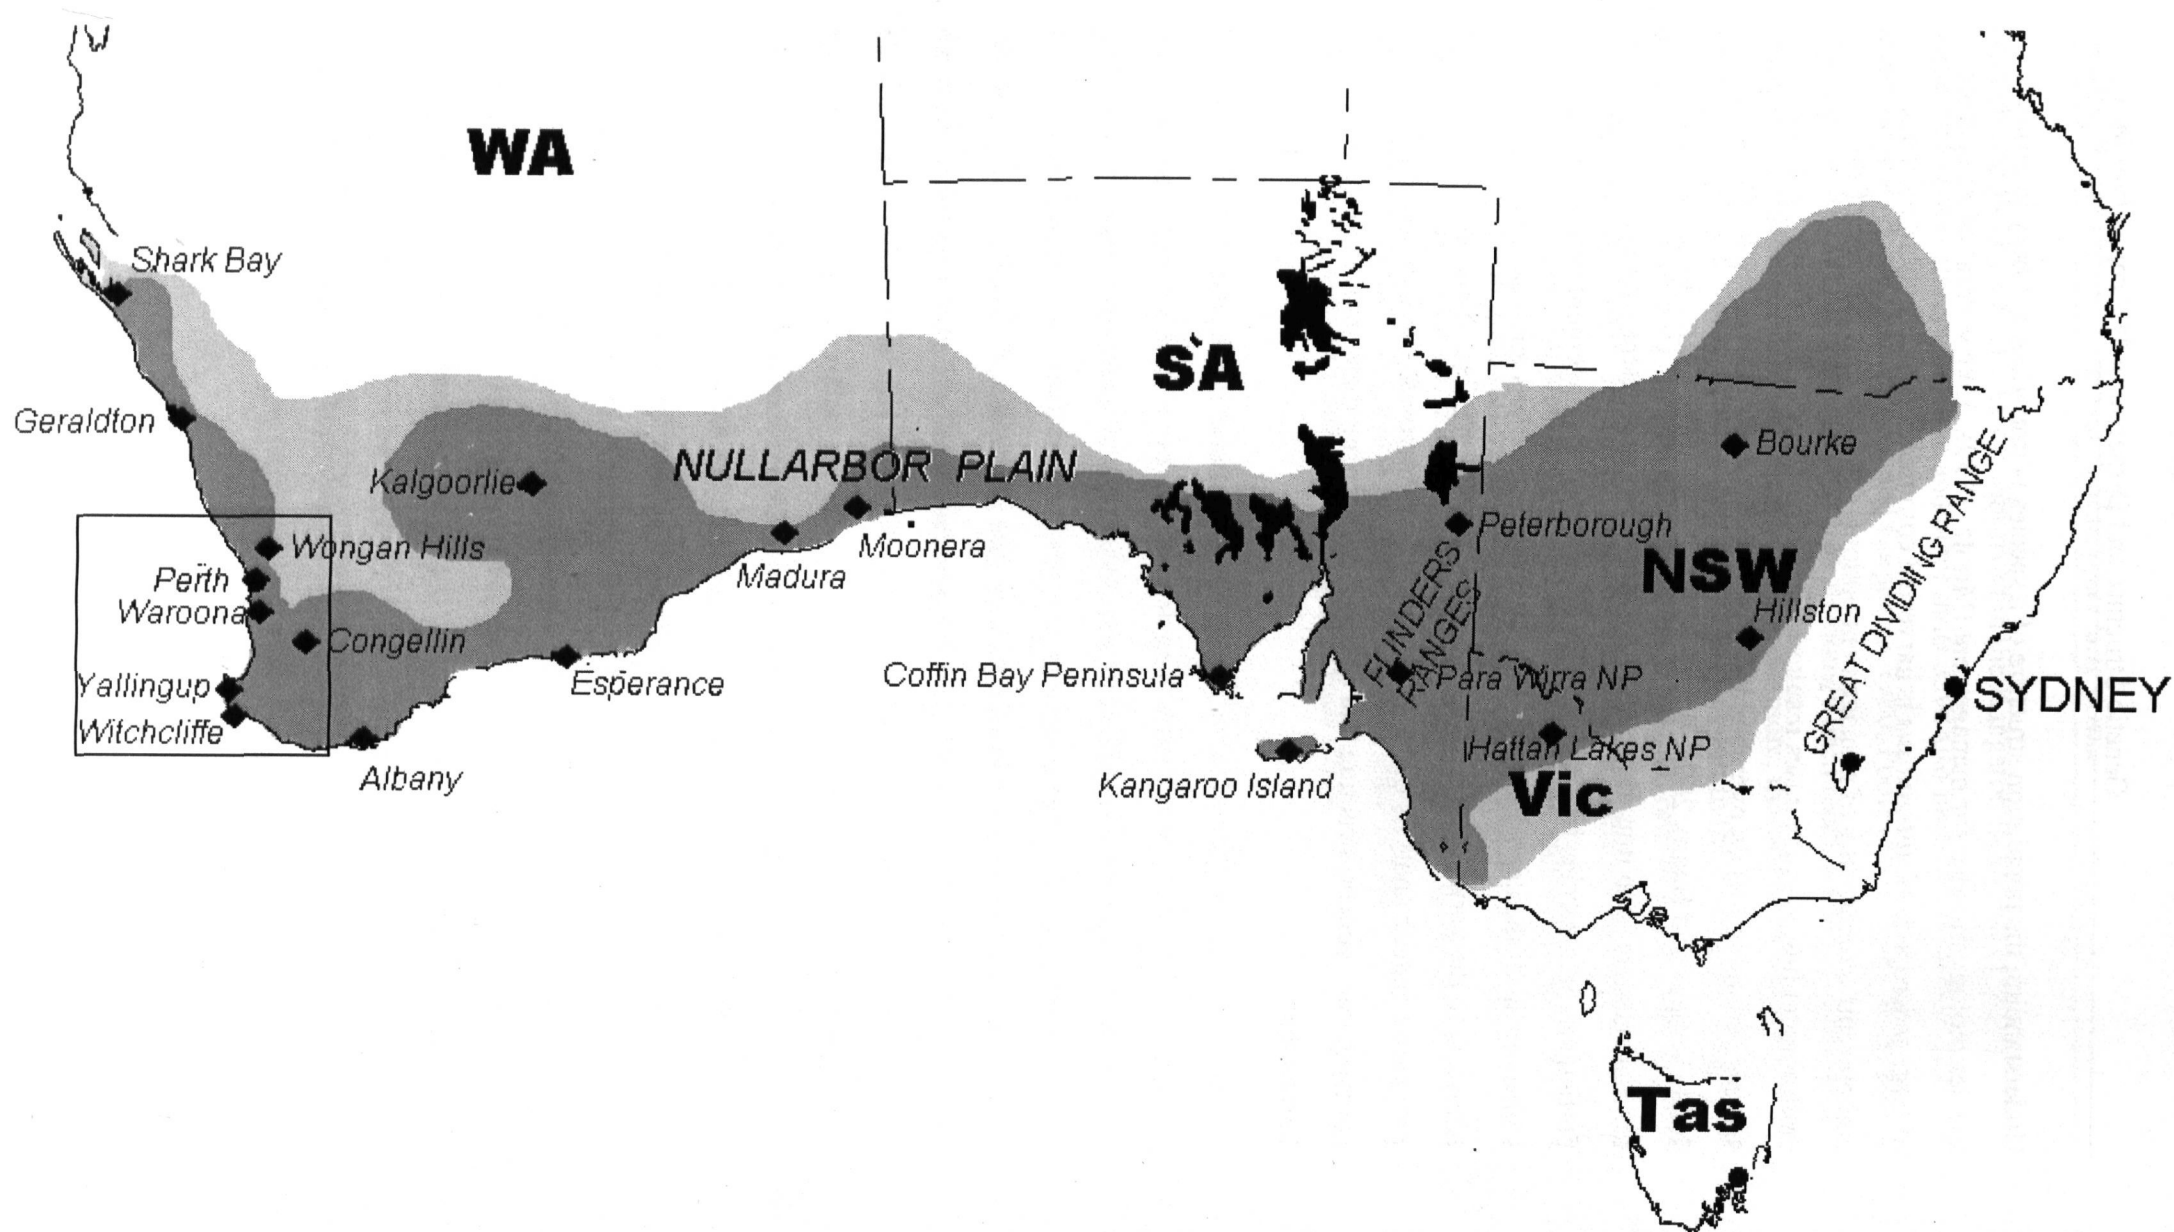 WA
Shark Bay
SA
Geraldton
NULLARBOR PLAIN
Bourke
Kalgoorlie
Peterborough
Wongan Hills
Moonera
NSW
Perth
Madura
Waroona
Hillston
Congellin
FLINDERS
RANGES
GREAT DIVIDING RANGE
Yallingup
Esperance
Coffin Bay Peninsula
Para Wirra NP
SYDNEY
Witchcliffe
Hattah Lakes NP
Albany
Kangaroo Island
Vic
Tas